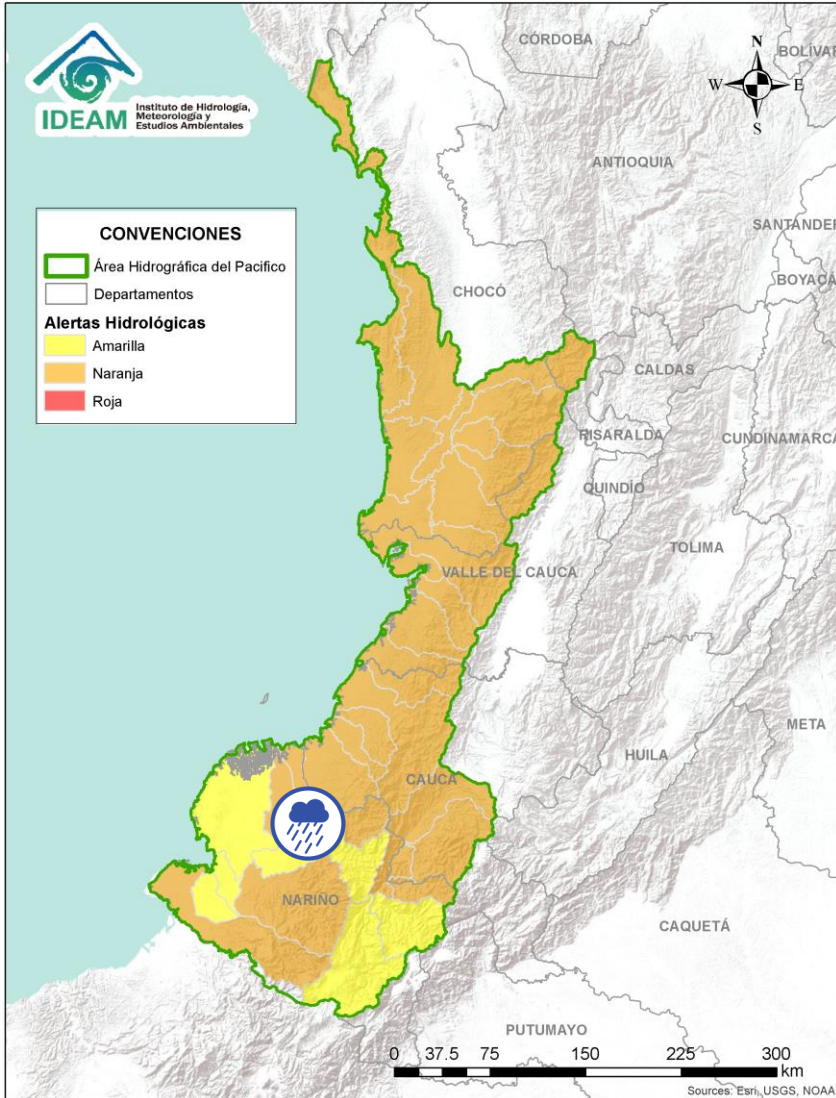 CÓRDOBA
BOLÍVAR
N
W E
S
IDEAM
Instituto de Hidrología,
Meteorología y
Estudios Ambientales
ANTIOQUIA
SANTANDER
CONVENCIONES
Área Hidrográfica del Pacifico
Departamentos
Alertas Hidrológicas
Amarilla
Naranja
Roja
BOYACÁ
CHOCÓ
CALDAS
RISARALDA
CUNDINAMARCA
QUINDÍO
TOLIMA
VALLE DEL CAUCA
META
HUILA
CAUCA
NARIÑO
CAQUETÁ
PUTUMAYO
0 37.5 75 150 225 300
km
Sources: Esri, USGS, NOAA